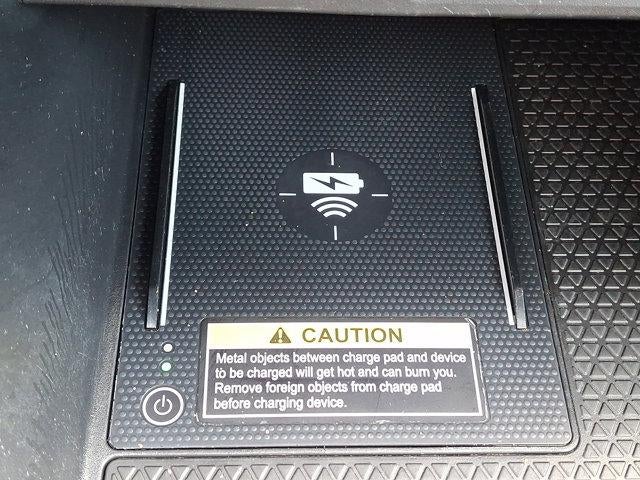 CAUTION
Metal objects between charge pad and device
to be charged will get hot and can burn you.
Remove foreign objects from charge pad
before charging device.